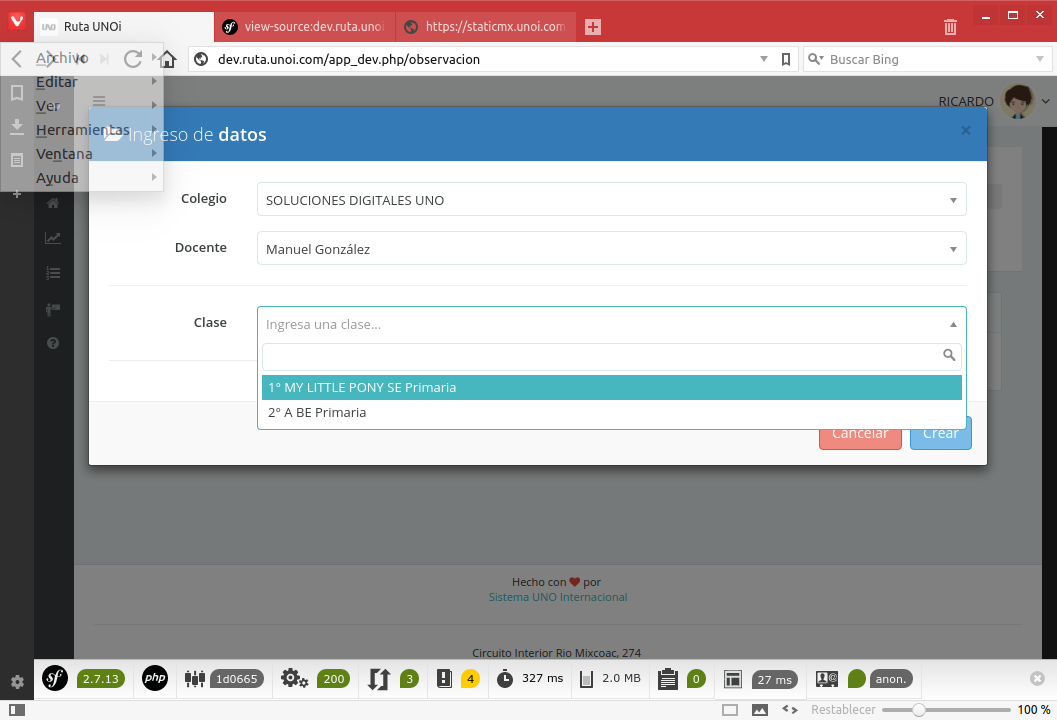 Ruta UNOi
view-source:dev.ruta.unoi
https://staticmx.unoi.com
dev.ruta.unoi.com/app_dev.php/observacion
Buscar Bing
Archivo
Editar
Ver
Herramientas
Ventana
Ayuda
RICARDO
Ingreso de datos
Colegio
SOLUCIONES DIGITALES UNO
Docente
Manuel González
Clase
Ingresa una clase...
1° MY LITTLE PONY SE Primaria
2° A BE Primaria
Cancelar
Crear
Hecho con por
Sistema UNO Internacional
Circuito Interior Rio Mixcoac, 274
sf 2.7.13 php 1d0665 200 3 4 327 ms 2.0 MB 0 27 ms anon.
Restablecer 100 %